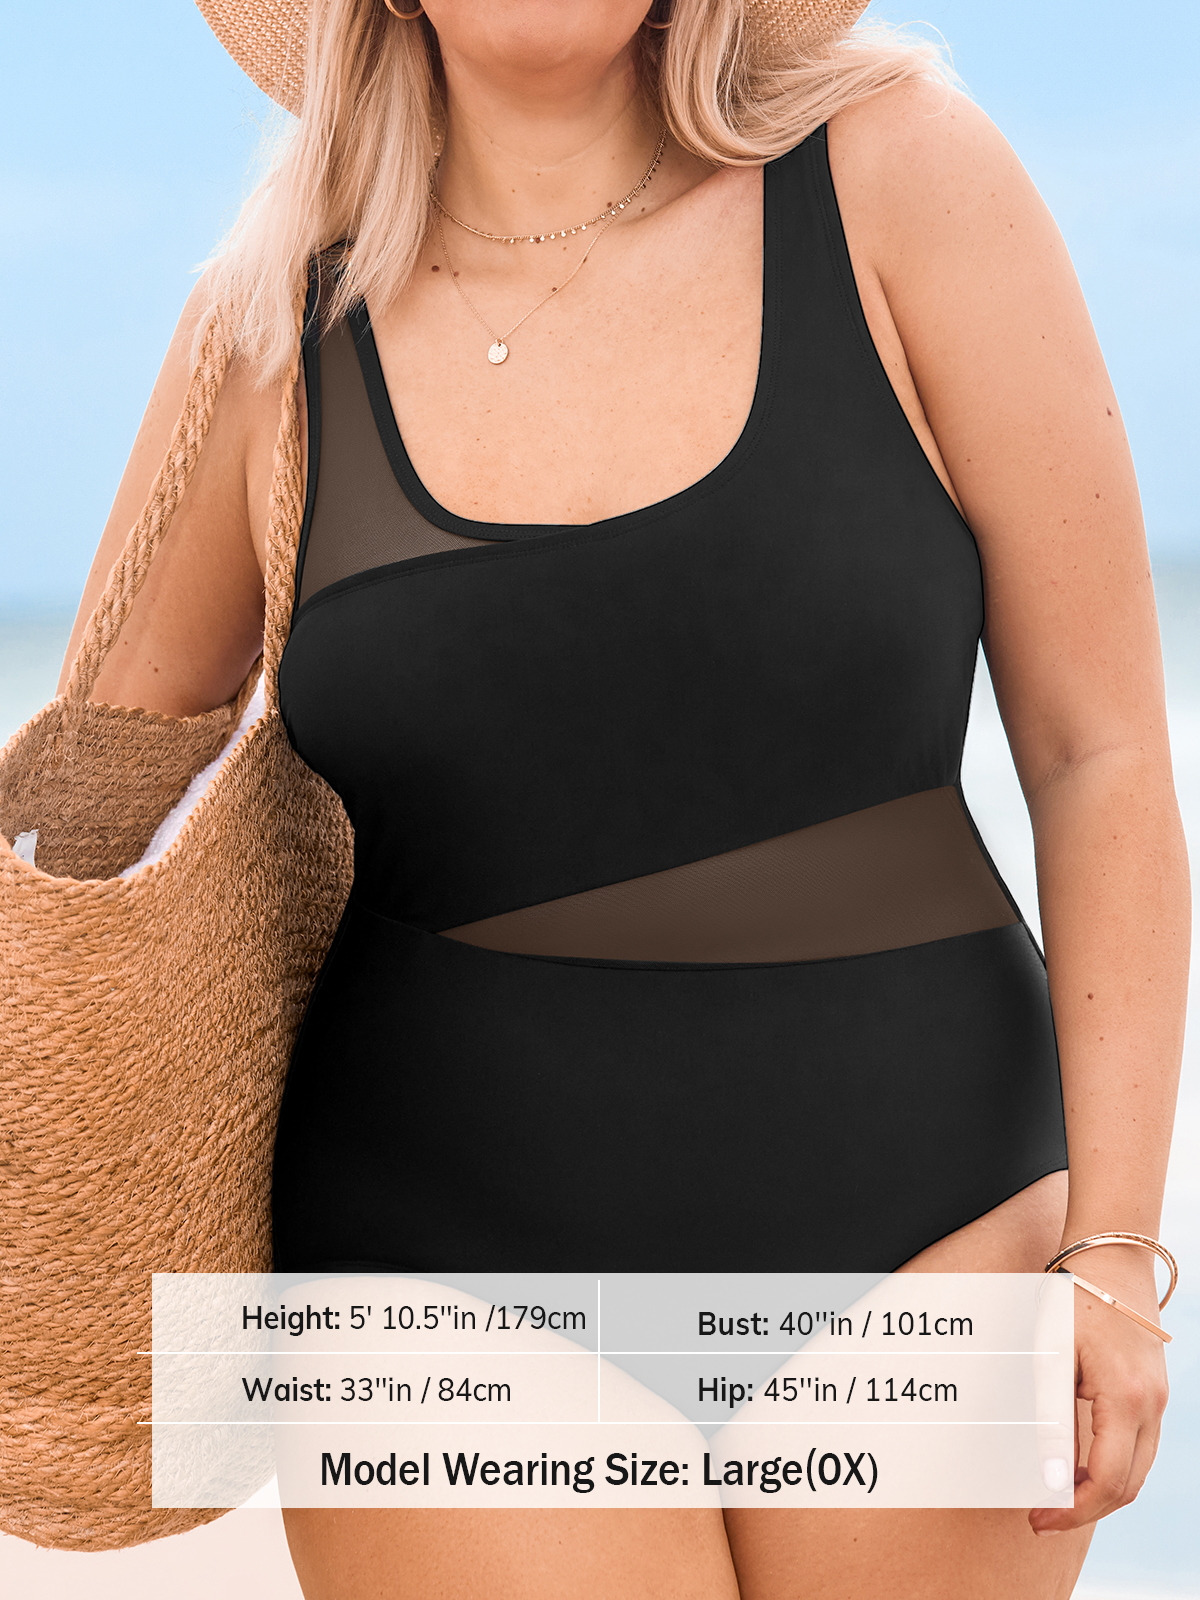 Height: 5' 10.5"in /179cm
Bust: 40"in / 101cm
Waist: 33"in / 84cm
Hip: 45"in / 114cm
Model Wearing Size: Large(0X)